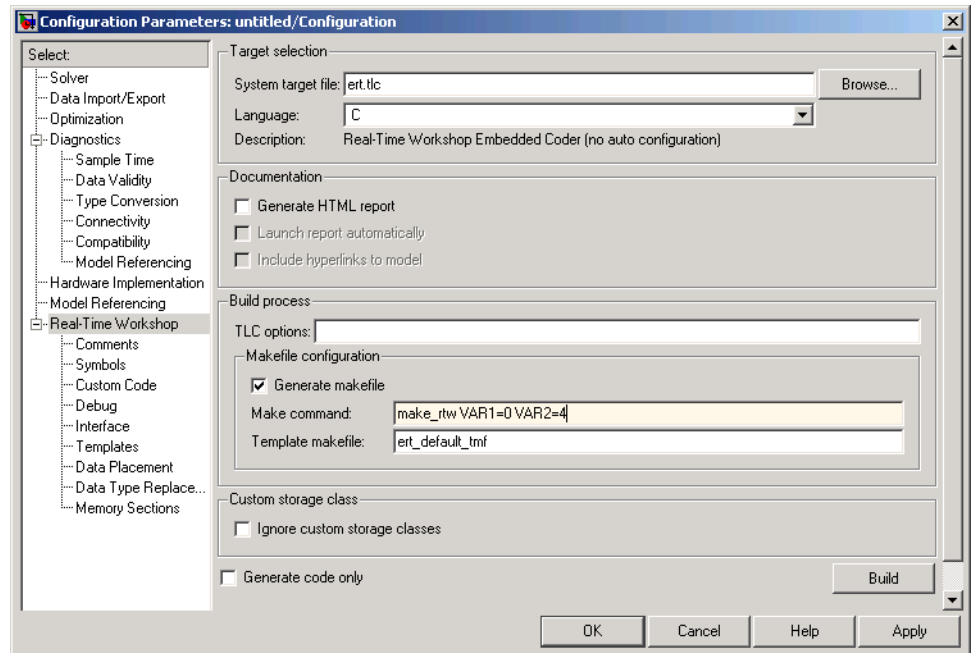 Configuration Parameters: untitled/Configuration
Select:
Solver
Data Import/Export
Optimization
Diagnostics
Sample Time
Data Validity
Type Conversion
Connectivity
Compatibility
Model Referencing
Hardware Implementation
Model Referencing
Real-Time Workshop
Comments
Symbols
Custom Code
Debug
Interface
Templates
Data Placement
Data Type Replace...
Memory Sections
Target selection
System target file: ert.tlc Browse...
Language: C
Description: Real-Time Workshop Embedded Coder (no auto configuration)
Documentation
Generate HTML report
Launch report automatically
Include hyperlinks to model
Build process
TLC options:
Makefile configuration
Generate makefile
Make command: make_rtw VAR1=0 VAR2=4
Template makefile: ert_default_tmf
Custom storage class
Ignore custom storage classes
Generate code only Build
OK Cancel Help Apply